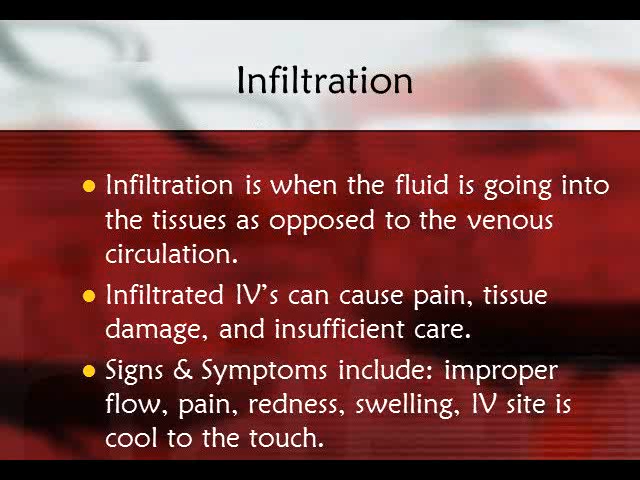 Infiltration
Infiltration is when the fluid is going into
the tissues as opposed to the venous
circulation.
Infiltrated IV's can cause pain, tissue
damage, and insufficient care.
Signs & Symptoms include: improper
flow, pain, redness, swelling, IV site is
cool to the touch.